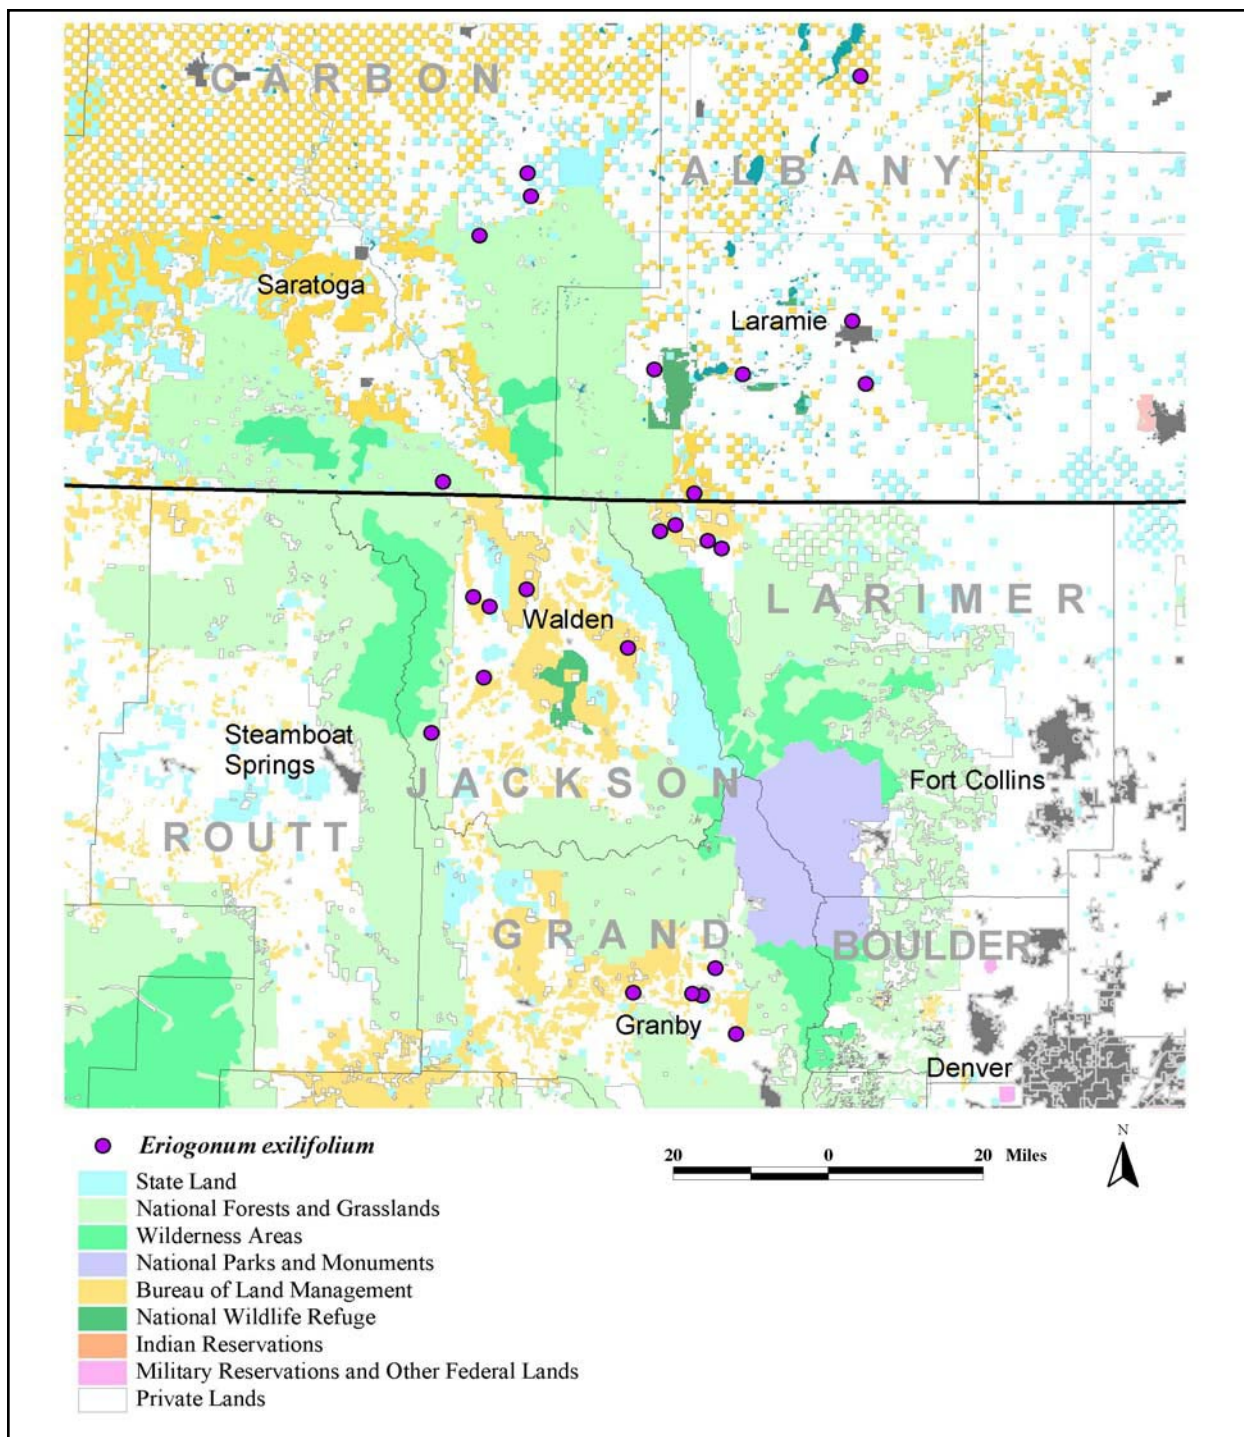 CARBON
ALBANY
Saratoga
Laramie
LARIMER
Walden
Steamboat
Springs
JACKSON
Fort Collins
ROUTT
GRAND
BOULDER
Granby
Denver
Eriogonum exilifolium
State Land
National Forests and Grasslands
Wilderness Areas
National Parks and Monuments
Bureau of Land Management
National Wildlife Refuge
Indian Reservations
Military Reservations and Other Federal Lands
Private Lands
20 0 20 Miles
N